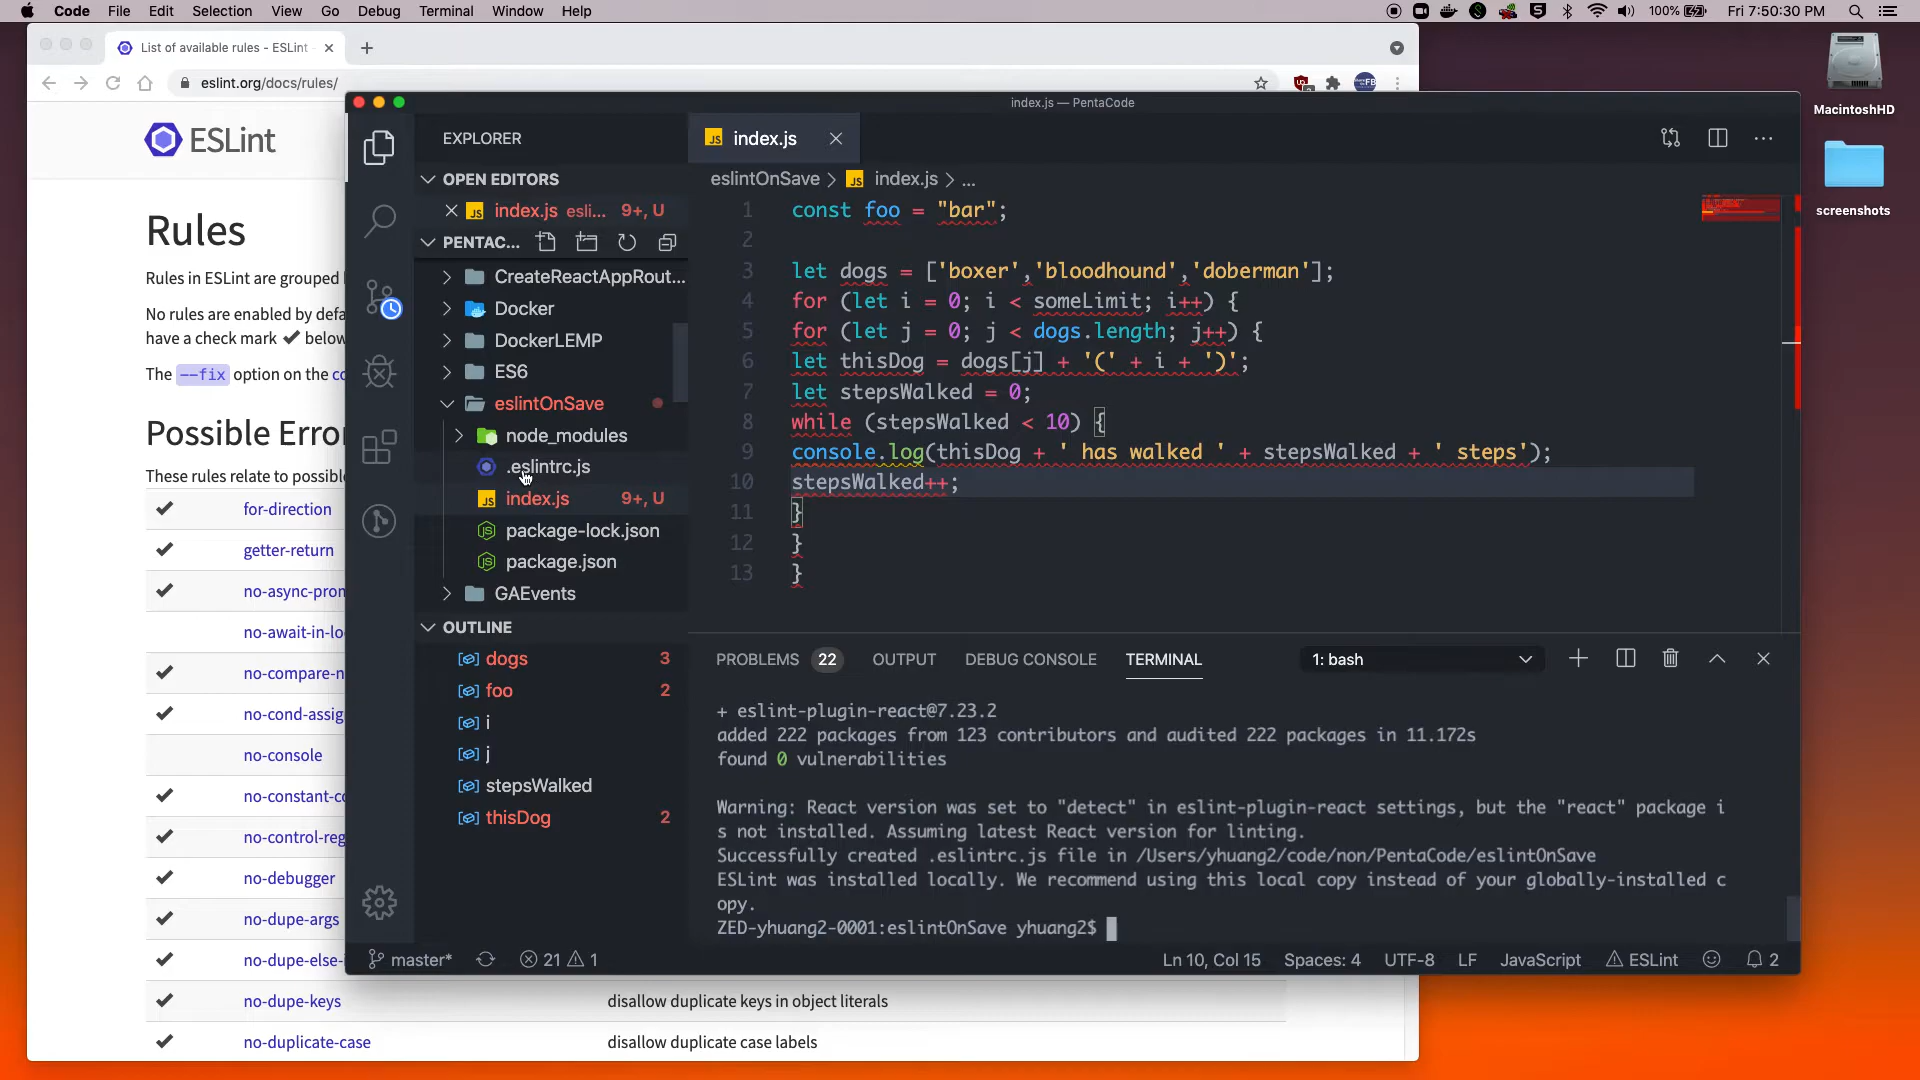 Code File Edit Selection View Go Debug Terminal Window Help 100% Fri 7:50:30 PM
List of available rules - ESLint
eslint.org/docs/rules/
MacintoshHD
screenshots
ESLint
Rules
Rules in ESLint are grouped
No rules are enabled by defa
have a check mark ✔ below
The --fix option on the co
Possible Erro
These rules relate to possible
for-direction
getter-return
no-async-prom
no-await-in-lo
no-compare-n
no-cond-assig
no-console
no-constant-co
no-control-reg
no-debugger
no-dupe-args
no-dupe-else-i
no-dupe-keys disallow duplicate keys in object literals
no-duplicate-case disallow duplicate case labels
index.js — PentaCode
EXPLORER
OPEN EDITORS
index.js esli... 9+, U
PENTAC...
CreateReactAppRout...
Docker
DockerLEMP
ES6
eslintOnSave
node_modules
.eslintrc.js
index.js 9+, U
package-lock.json
package.json
GAEvents
OUTLINE
dogs 3
foo 2
i
j
stepsWalked
thisDog 2
index.js
eslintOnSave > index.js > ...
1 const foo = "bar";
2
3 let dogs = ['boxer','bloodhound','doberman'];
4 for (let i = 0; i < someLimit; i++) {
5 for (let j = 0; j < dogs.length; j++) {
6 let thisDog = dogs[j] + '(' + i + ')';
7 let stepsWalked = 0;
8 while (stepsWalked < 10) {
9 console.log(thisDog + ' has walked ' + stepsWalked + ' steps');
10 stepsWalked++;
11 }
12 }
13 }
PROBLEMS 22 OUTPUT DEBUG CONSOLE TERMINAL 1: bash
+ eslint-plugin-react@7.23.2
added 222 packages from 123 contributors and audited 222 packages in 11.172s
found 0 vulnerabilities
Warning: React version was set to "detect" in eslint-plugin-react settings, but the "react" package i
s not installed. Assuming latest React version for linting.
Successfully created .eslintrc.js file in /Users/yhuang2/code/non/PentaCode/eslintOnSave
ESLint was installed locally. We recommend using this local copy instead of your globally-installed c
opy.
ZED-yhuang2-0001:eslintOnSave yhuang2$
master* 21 1 Ln 10, Col 15 Spaces: 4 UTF-8 LF JavaScript ESLint 2